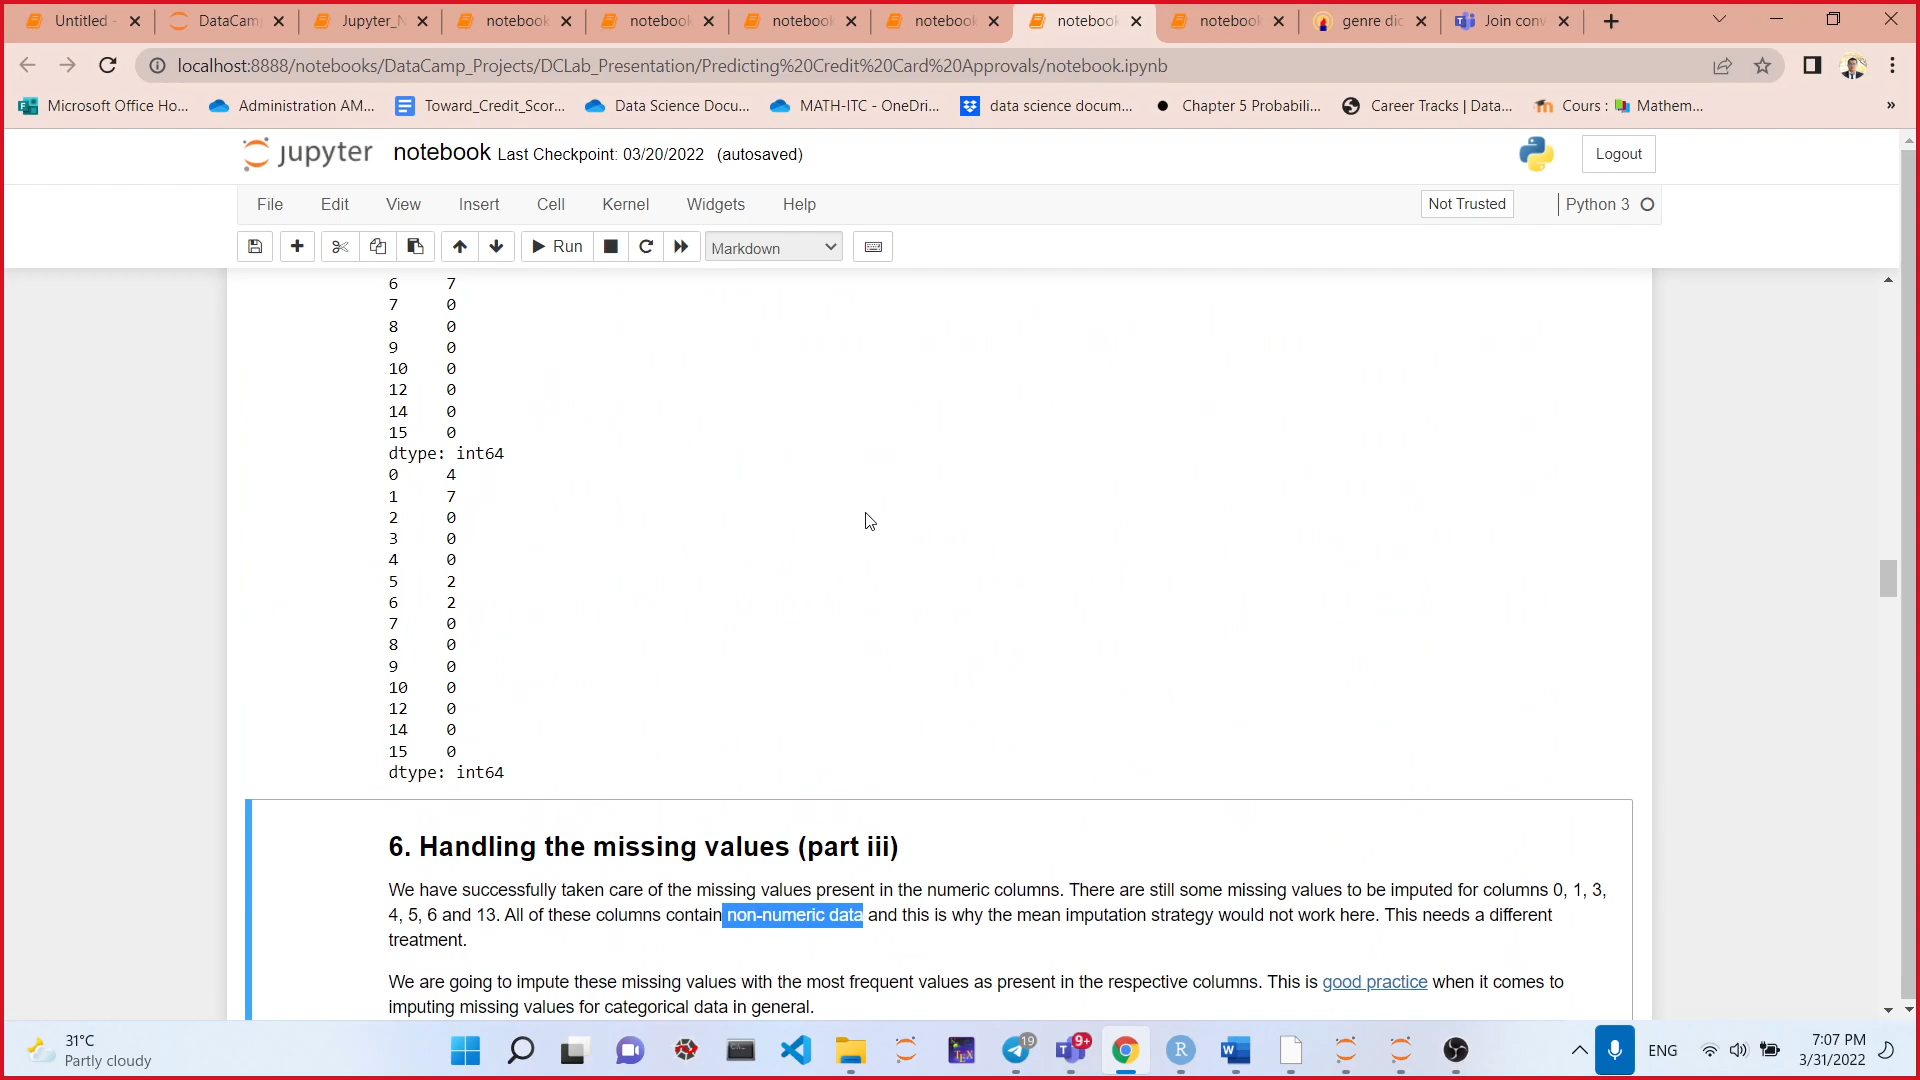 Untitled -
DataCam
Jupyter_N
notebook
notebook
notebook
notebook
notebook
notebook
genre dic
Join conv
localhost:8888/notebooks/DataCamp_Projects/DCLab_Presentation/Predicting%20Credit%20Card%20Approvals/notebook.ipynb
Microsoft Office Ho...
Administration AM...
Toward_Credit_Scor...
Data Science Docu...
MATH-ITC - OneDri...
data science docum...
Chapter 5 Probabili...
Career Tracks | Data...
Cours : Mathem...
»
jupyter notebook Last Checkpoint: 03/20/2022 (autosaved)
Logout
File Edit View Insert Cell Kernel Widgets Help
Not Trusted
Python 3
Run
Markdown
6 7
7 0
8 0
9 0
10 0
12 0
14 0
15 0
dtype: int64
0 4
1 7
2 0
3 0
4 0
5 2
6 2
7 0
8 0
9 0
10 0
12 0
14 0
15 0
dtype: int64
6. Handling the missing values (part iii)
We have successfully taken care of the missing values present in the numeric columns. There are still some missing values to be imputed for columns 0, 1, 3,
4, 5, 6 and 13. All of these columns contain non-numeric data and this is why the mean imputation strategy would not work here. This needs a different
treatment.
We are going to impute these missing values with the most frequent values as present in the respective columns. This is good practice when it comes to
imputing missing values for categorical data in general.
31°C
Partly cloudy
TEX
19
9+
R
W
ENG
7:07 PM
3/31/2022